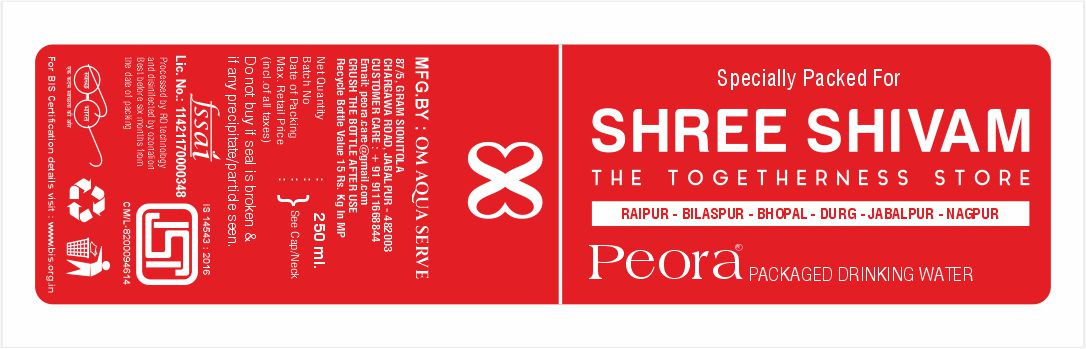 Specially Packed For
SHREE SHIVAM
THE TOGETHERNESS STORE
RAIPUR - BILASPUR - BHOPAL - DURG - JABALPUR - NAGPUR
Peora® PACKAGED DRINKING WATER
MFG.BY : OM AQUA SERVE
87/5, GRAM SIONITOLA
CHARGAWA ROAD, JABALPUR - 482003
CUSTOMER CARE : + 91 9111668844
Email: peora.care@gmail.com
CRUSH THE BOTTLE AFTER USE
Recycle Bottle Value 15 Rs. Kg In MP
Net Quantity : 250 ml.
Batch No :
Date of Packing : See Cap/Neck
Max. Retail Price :
(incl.of all taxes)
Do not buy if seal is broken &
if any precipitate/particle seen.
fssai
Lic. No.: 11421170000348
Processed by RO technology
and disinfected by ozonation
Best before six months from
the date of packing
IS 14543 : 2016
ISI
CM/L-8200094614
स्वच्छ भारत
एक कदम स्वच्छता की ओर
For BIS Certification details visit : www.bis.org.in